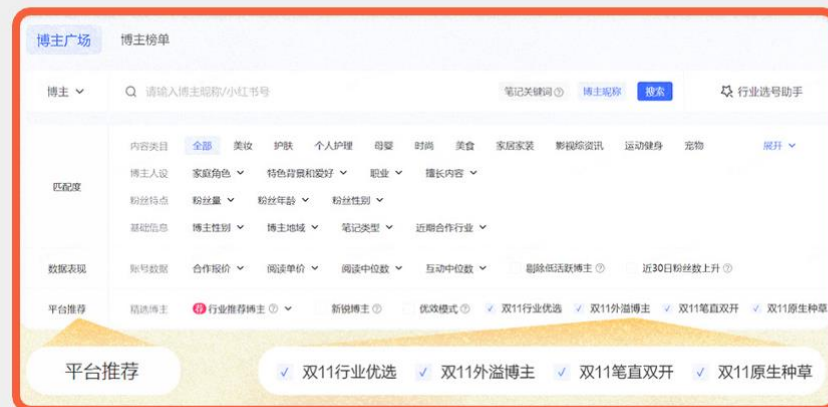 博主广场 博主榜单
博主 请输入博主昵称/小红书号 笔记关键词 博主昵称 搜索 行业选号助手
内容类目 全部 美妆 护肤 个人护理 母婴 时尚 美食 家居家装 影视综资讯 运动健身 宠物 展开
博主人设 家庭角色 特色背景和爱好 职业 擅长内容
匹配度
粉丝特点 粉丝量 粉丝年龄 粉丝性别
基础信息 博主性别 博主地域 笔记类型 近期合作行业
数据表现 账号数据 合作报价 阅读单价 阅读中位数 互动中位数 剔除低活跃博主 近30日粉丝数上升
平台推荐 精选博主 荐 行业推荐博主 新锐博主 优效模式 双11行业优选 双11外溢博主 双11笔直双开 双11原生种草
平台推荐 双11行业优选 双11外溢博主 双11笔直双开 双11原生种草